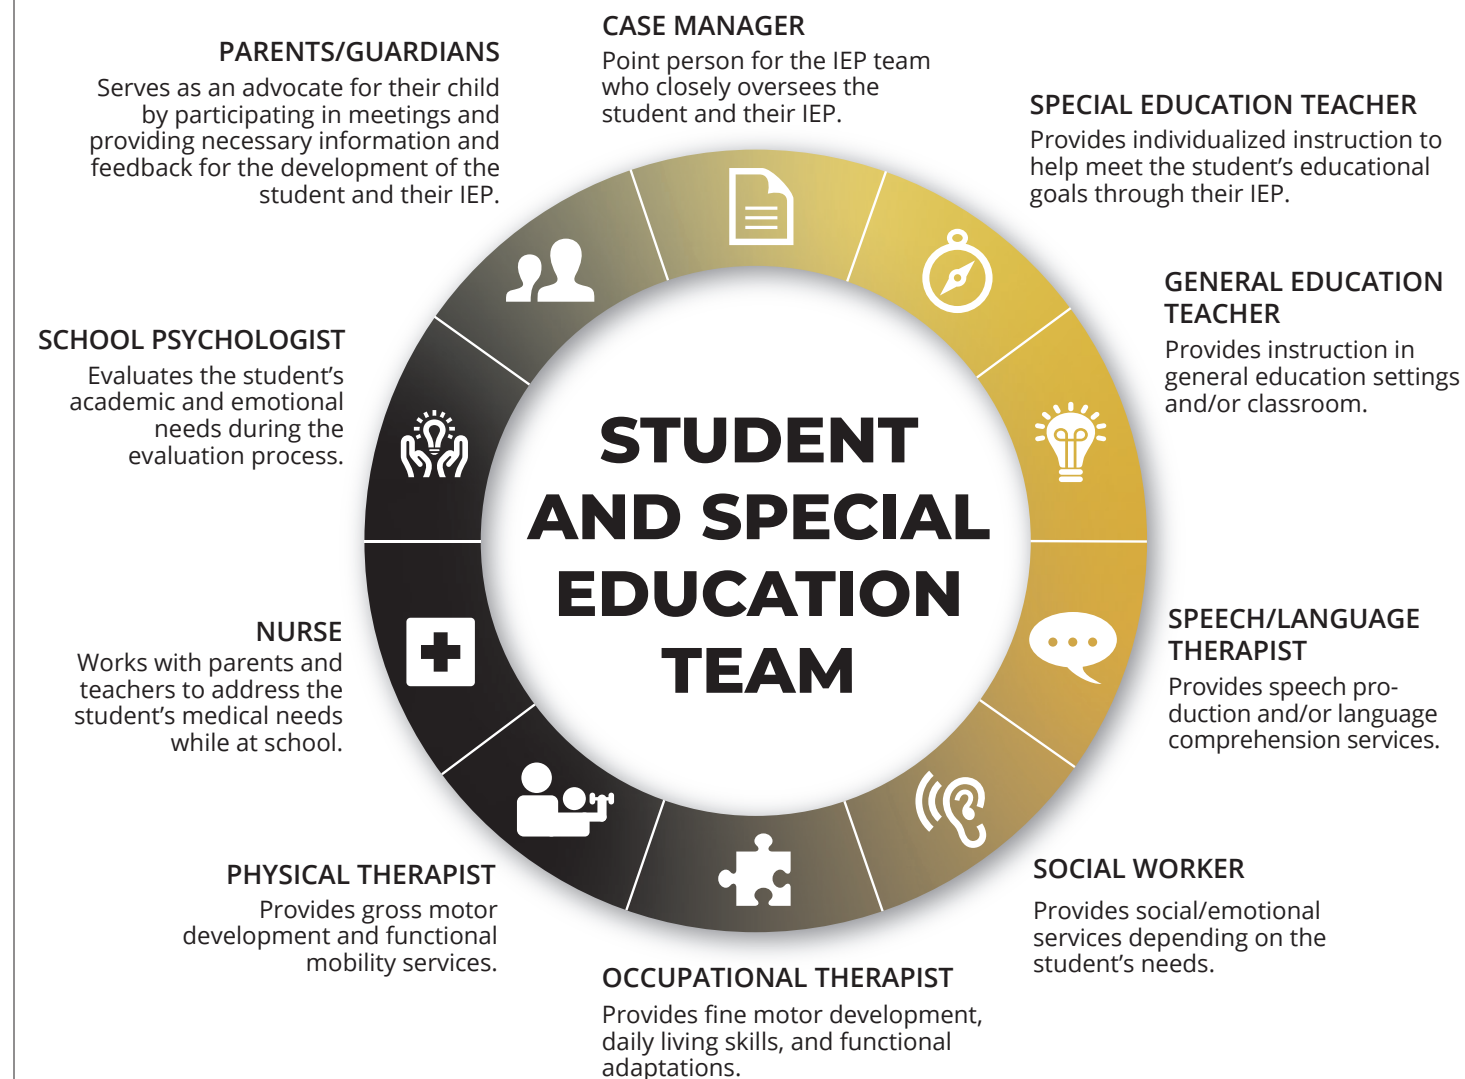 CASE MANAGER
Point person for the IEP team
who closely oversees the
student and their IEP.
SPECIAL EDUCATION TEACHER
Provides individualized instruction to
help meet the student’s educational
goals through their IEP.
GENERAL EDUCATION
TEACHER
Provides instruction in
general education settings
and/or classroom.
SPEECH/LANGUAGE
THERAPIST
Provides speech pro-
duction and/or language
comprehension services.
SOCIAL WORKER
Provides social/emotional
services depending on the
student’s needs.
OCCUPATIONAL THERAPIST
Provides fine motor development,
daily living skills, and functional
adaptations.
PHYSICAL THERAPIST
Provides gross motor
development and functional
mobility services.
NURSE
Works with parents and
teachers to address the
student’s medical needs
while at school.
SCHOOL PSYCHOLOGIST
Evaluates the student’s
academic and emotional
needs during the
evaluation process.
PARENTS/GUARDIANS
Serves as an advocate for their child
by participating in meetings and
providing necessary information and
feedback for the development of the
student and their IEP.
STUDENT
AND SPECIAL
EDUCATION
TEAM